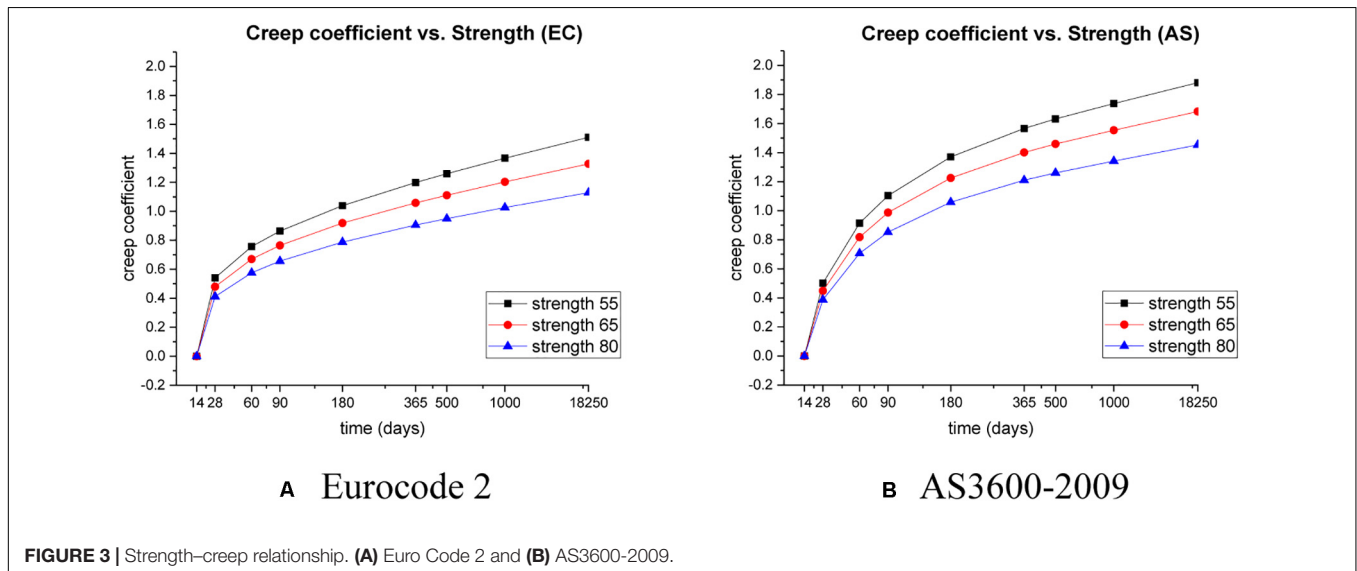 Creep coefficient vs. Strength (EC)
2.0
1.8
1.6
1.4
1.2
1.0
0.8
0.6
0.4
0.2
0.0
-0.2
creep coefficient
strength 55
strength 65
strength 80
14 28 60 90 180 365 500 1000 18250
time (days)
A Eurocode 2
Creep coefficient vs. Strength (AS)
2.0
1.8
1.6
1.4
1.2
1.0
0.8
0.6
0.4
0.2
0.0
-0.2
creep coefficient
strength 55
strength 65
strength 80
14 28 60 90 180 365 500 1000 18250
time (days)
B AS3600-2009
FIGURE 3 | Strength–creep relationship. (A) Euro Code 2 and (B) AS3600-2009.